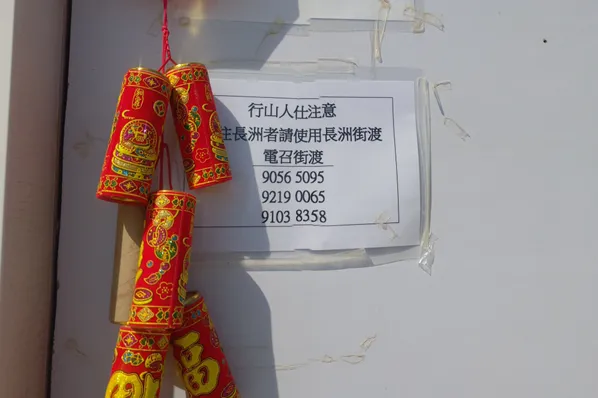 行山人仕注意
往長洲者請使用長洲街渡
電召街渡
9056 5095
9219 0065
9103 8358
福